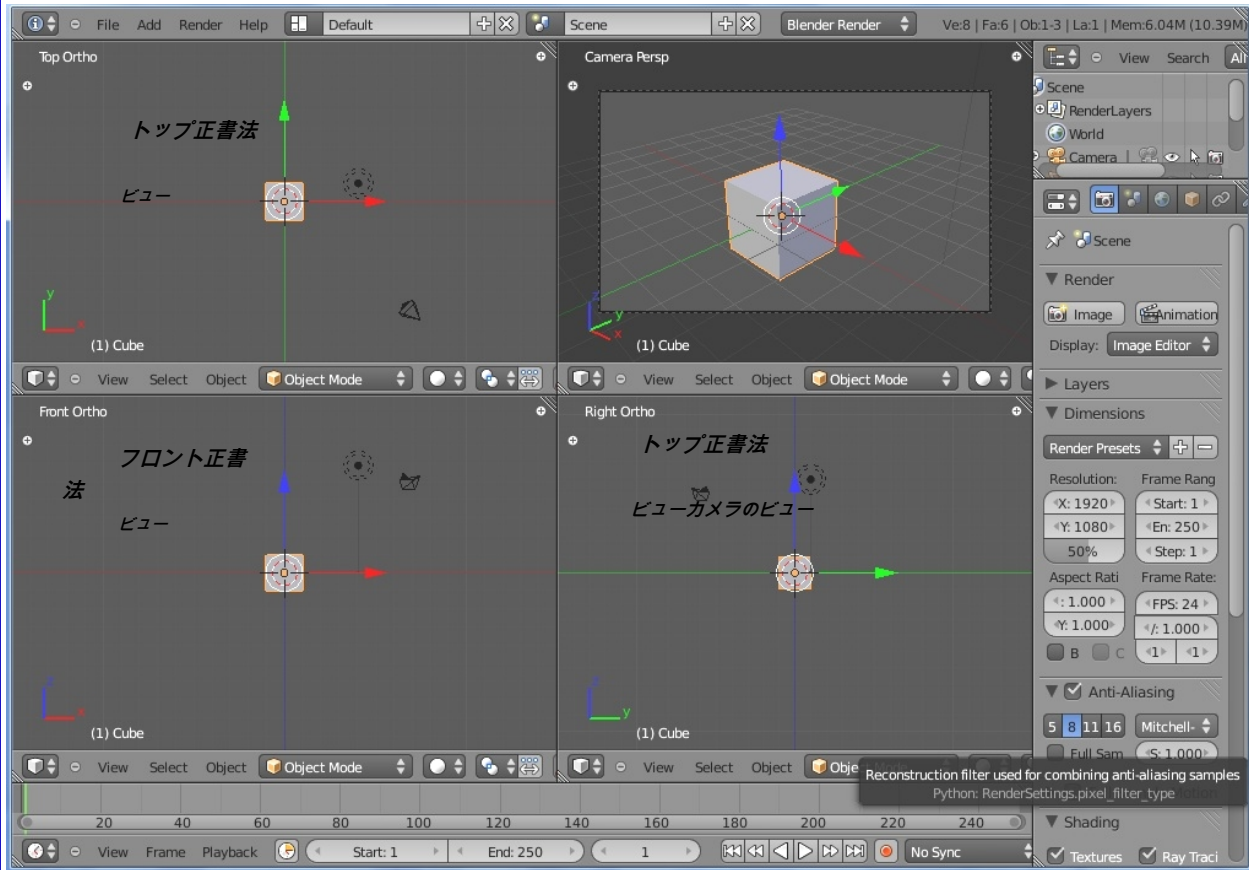 File Add Render Help Default Scene Blender Render Ve:8 | Fa:6 | Ob:1-3 | La:1 | Mem:6.04M (10.39M)
Top Ortho
トップ正書法
ビュー
y
x
(1) Cube
View Select Object Object Mode
Camera Persp
z
y
x
(1) Cube
View Select Object Object Mode
Front Ortho
フロント正書
法
ビュー
z
x
(1) Cube
View Select Object Object Mode
Right Ortho
トップ正書法
ビューカメラのビュー
z
y
(1) Cube
View Select Object Obje
20 40 60 80 100 120 140 160 180 200 220 240
View Frame Playback Start: 1 End: 250 1 No Sync
View Search All
Scene
RenderLayers
World
Camera
Scene
Render
Image Animation
Display: Image Editor
Layers
Dimensions
Render Presets
Resolution: Frame Rang
X: 1920 Start: 1
Y: 1080 En: 250
50% Step: 1
Aspect Rati Frame Rate:
: 1.000 FPS: 24
Y: 1.000 /: 1.000
B C 1 1
Anti-Aliasing
5 8 11 16 Mitchell-
Full Sam S: 1.000
Reconstruction filter used for combining anti-aliasing samples
Python: RenderSettings.pixel_filter_type
Shading
Textures Ray Traci